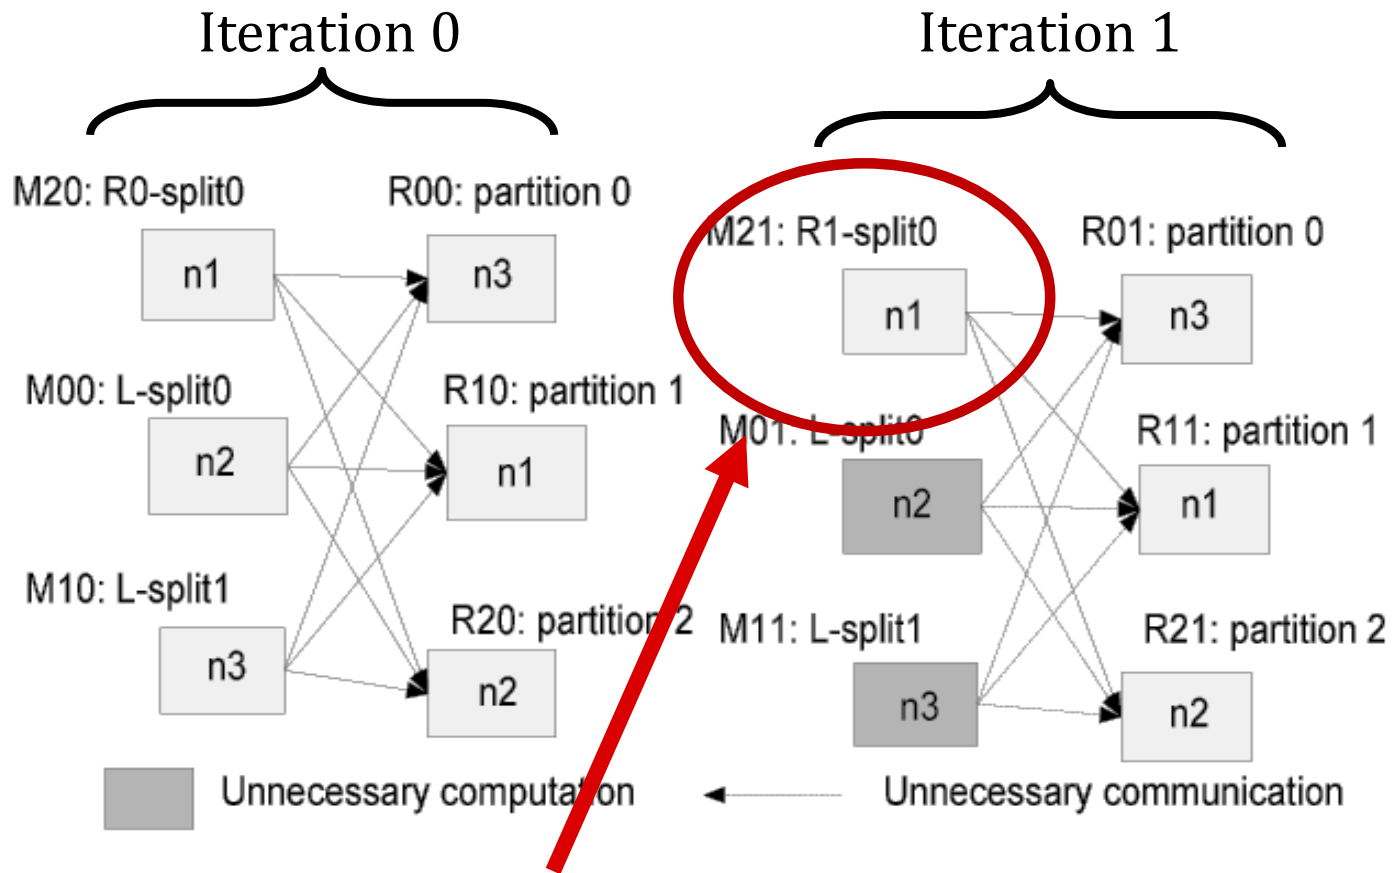 Iteration 0
Iteration 1
M20: R0-split0
R00: partition 0
M21: R1-split0
R01: partition 0
n1
n3
n1
n3
M00: L-split0
R10: partition 1
M01: L-split0
R11: partition 1
n2
n1
n2
n1
M10: L-split1
R20: partition 2
M11: L-split1
R21: partition 2
n3
n2
n3
n2
Unnecessary computation
Unnecessary communication